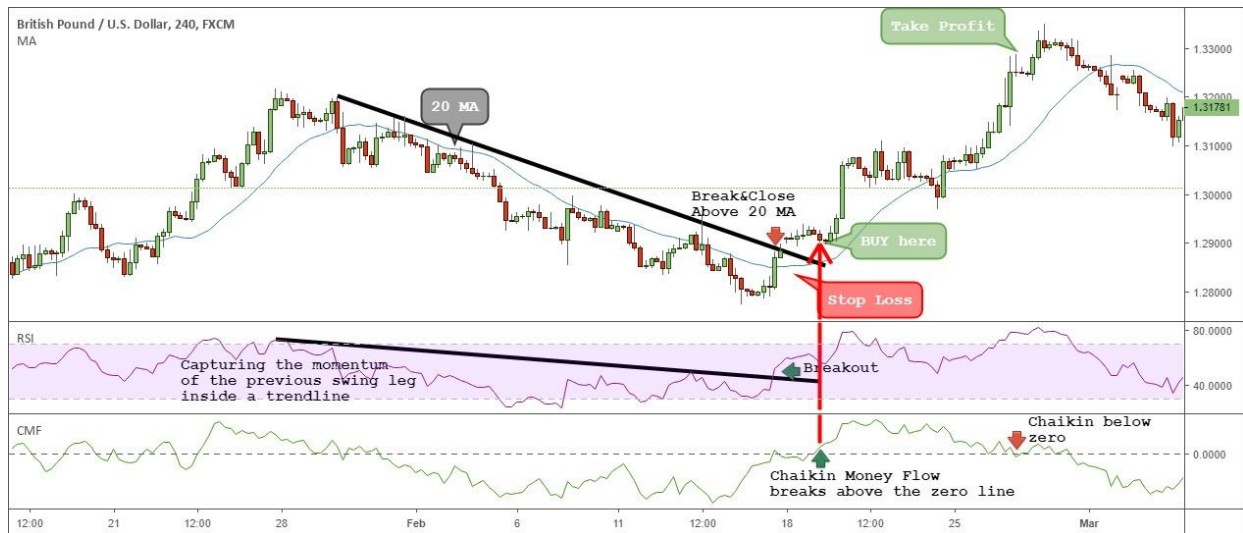 British Pound / U.S. Dollar, 240, FXCM
MA
Take Profit
1.33000
20 MA
1.32000
1.31781
1.31000
Break&Close
Above 20 MA
1.30000
BUY here
1.29000
Stop Loss
1.28000
RSI
80.0000
Capturing the momentum
of the previous swing leg
inside a trendline
Breakout
40.0000
CMF
Chaikin below
zero
0.0000
Chaikin Money Flow
breaks above the zero line
12:00 21 12:00 28 Feb 6 11 12:00 18 12:00 25 Mar